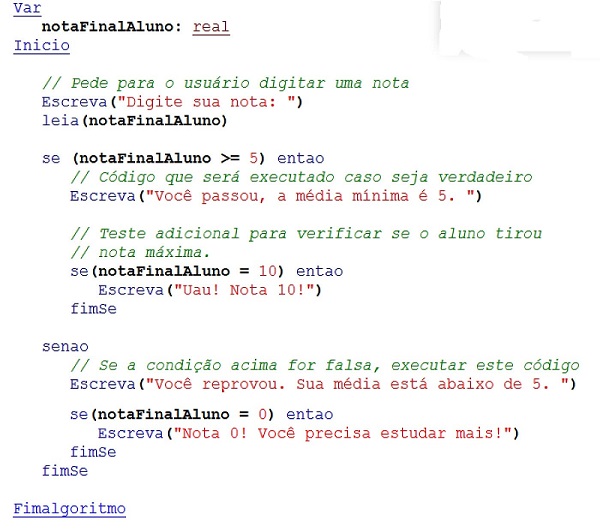 Var
notaFinalAluno: real
Inicio
// Pede para o usuário digitar uma nota
Escreva("Digite sua nota: ")
leia(notaFinalAluno)
se (notaFinalAluno >= 5) entao
// Código que será executado caso seja verdadeiro
Escreva("Você passou, a média mínima é 5. ")
// Teste adicional para verificar se o aluno tirou
// nota máxima.
se(notaFinalAluno = 10) entao
Escreva("Uau! Nota 10!")
fimSe
senao
// Se a condição acima for falsa, executar este código
Escreva("Você reprovou. Sua média está abaixo de 5. ")
se(notaFinalAluno = 0) entao
Escreva("Nota 0! Você precisa estudar mais!")
fimSe
fimSe
Fimalgoritmo